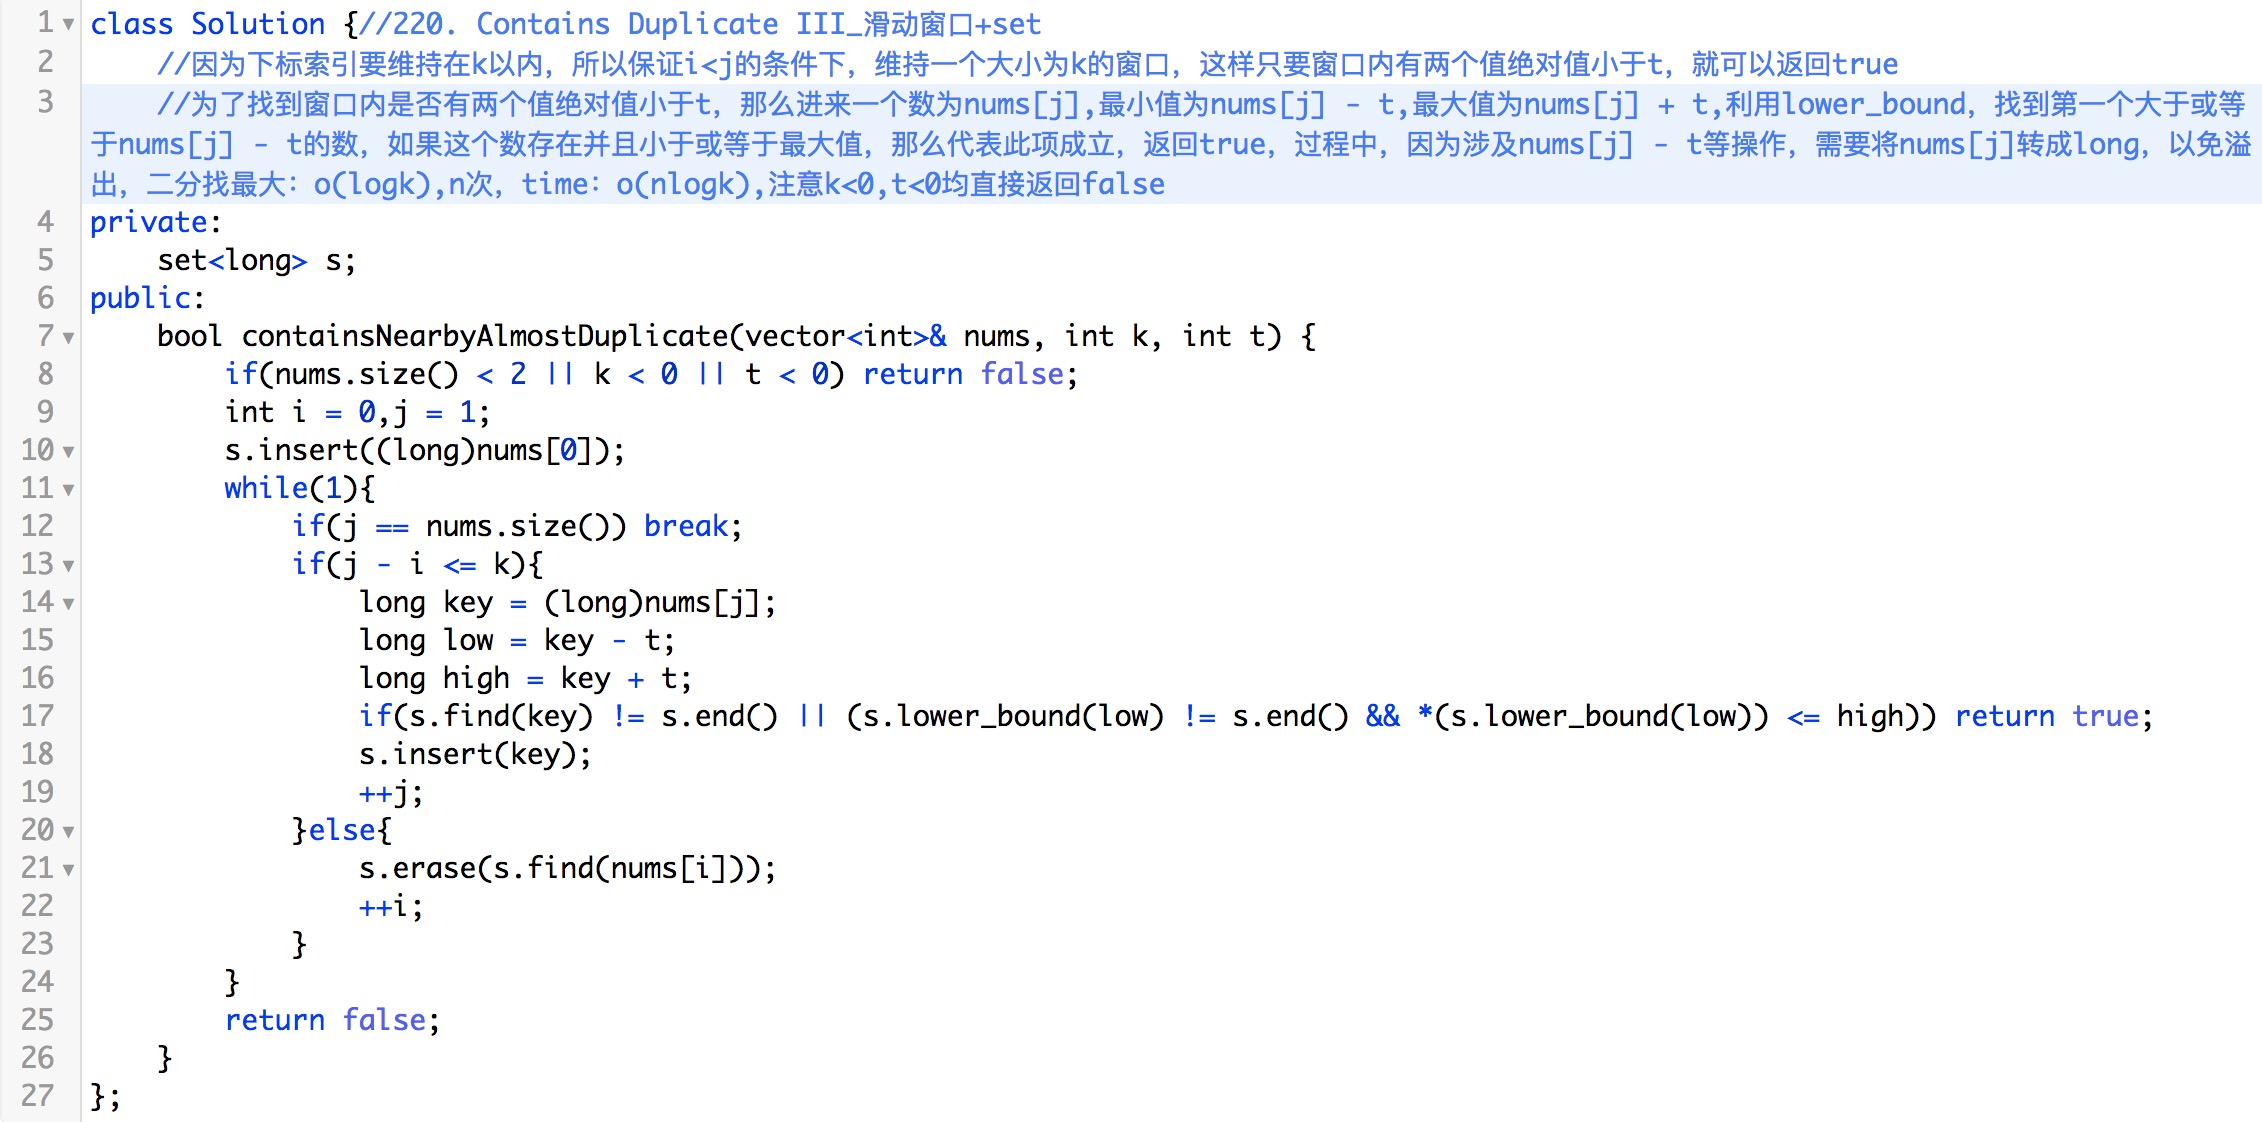 1 class Solution {//220. Contains Duplicate III_滑动窗口+set
2 //因为下标索引要维持在k以内，所以保证i<j的条件下，维持一个大小为k的窗口，这样只要窗口内有两个值绝对值小于t，就可以返回true
3 //为了找到窗口内是否有两个值绝对值小于t，那么进来一个数为nums[j],最小值为nums[j] - t,最大值为nums[j] + t,利用lower_bound，找到第一个大于或等
于nums[j] - t的数，如果这个数存在并且小于或等于最大值，那么代表此项成立，返回true，过程中，因为涉及nums[j] - t等操作，需要将nums[j]转成long，以免溢
出，二分找最大：o(logk),n次，time：o(nlogk),注意k<0,t<0均直接返回false
4 private:
5 set<long> s;
6 public:
7 bool containsNearbyAlmostDuplicate(vector<int>& nums, int k, int t) {
8 if(nums.size() < 2 || k < 0 || t < 0) return false;
9 int i = 0,j = 1;
10 s.insert((long)nums[0]);
11 while(1){
12 if(j == nums.size()) break;
13 if(j - i <= k){
14 long key = (long)nums[j];
15 long low = key - t;
16 long high = key + t;
17 if(s.find(key) != s.end() || (s.lower_bound(low) != s.end() && *(s.lower_bound(low)) <= high)) return true;
18 s.insert(key);
19 ++j;
20 }else{
21 s.erase(s.find(nums[i]));
22 ++i;
23 }
24 }
25 return false;
26 }
27 };